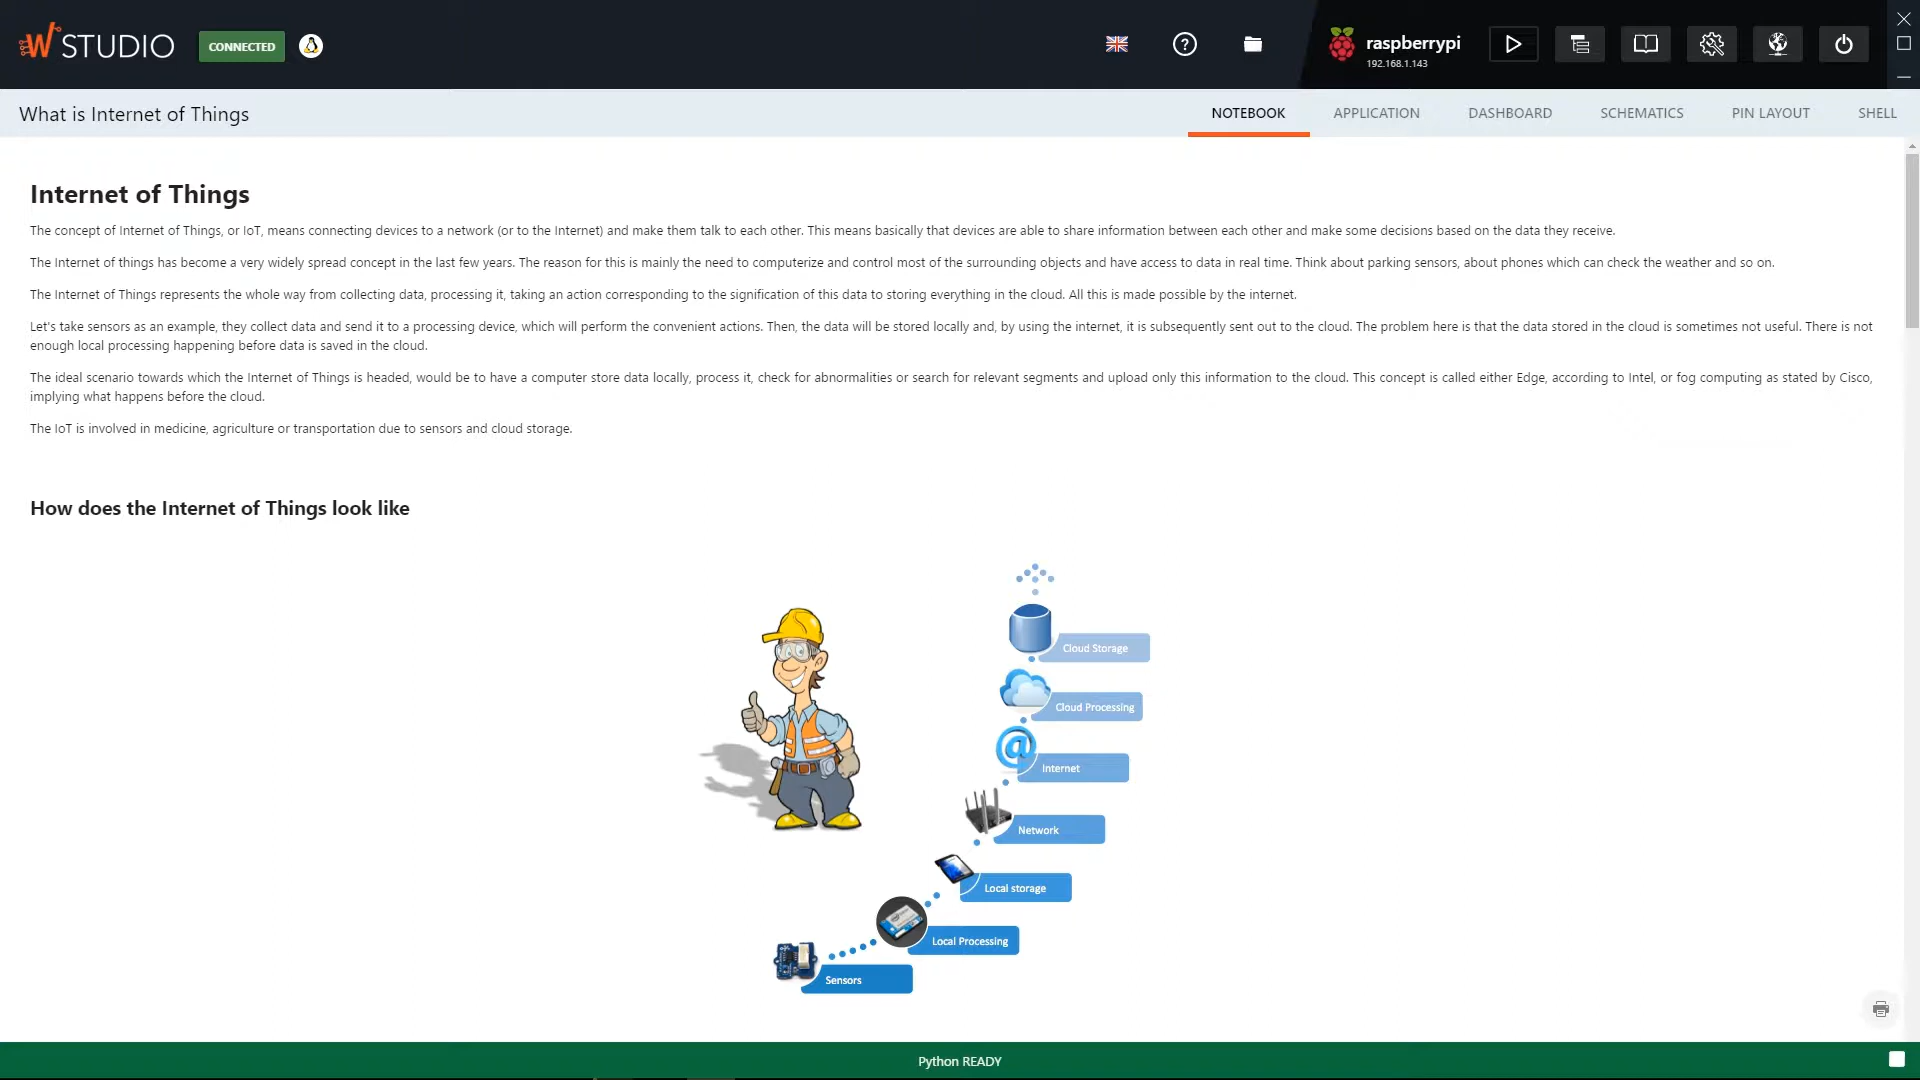 W STUDIO
CONNECTED
raspberrypi
192.168.1.143
What is Internet of Things
NOTEBOOK
APPLICATION
DASHBOARD
SCHEMATICS
PIN LAYOUT
SHELL
Internet of Things
The concept of Internet of Things, or IoT, means connecting devices to a network (or to the Internet) and make them talk to each other. This means basically that devices are able to share information between each other and make some decisions based on the data they receive.
The Internet of things has become a very widely spread concept in the last few years. The reason for this is mainly the need to computerize and control most of the surrounding objects and have access to data in real time. Think about parking sensors, about phones which can check the weather and so on.
The Internet of Things represents the whole way from collecting data, processing it, taking an action corresponding to the signification of this data to storing everything in the cloud. All this is made possible by the internet.
Let's take sensors as an example, they collect data and send it to a processing device, which will perform the convenient actions. Then, the data will be stored locally and, by using the internet, it is subsequently sent out to the cloud. The problem here is that the data stored in the cloud is sometimes not useful. There is not
enough local processing happening before data is saved in the cloud.
The ideal scenario towards which the Internet of Things is headed, would be to have a computer store data locally, process it, check for abnormalities or search for relevant segments and upload only this information to the cloud. This concept is called either Edge, according to Intel, or fog computing as stated by Cisco,
implying what happens before the cloud.
The IoT is involved in medicine, agriculture or transportation due to sensors and cloud storage.
How does the Internet of Things look like
Cloud Storage
Cloud Processing
Internet
Network
Local storage
Local Processing
Sensors
Python READY